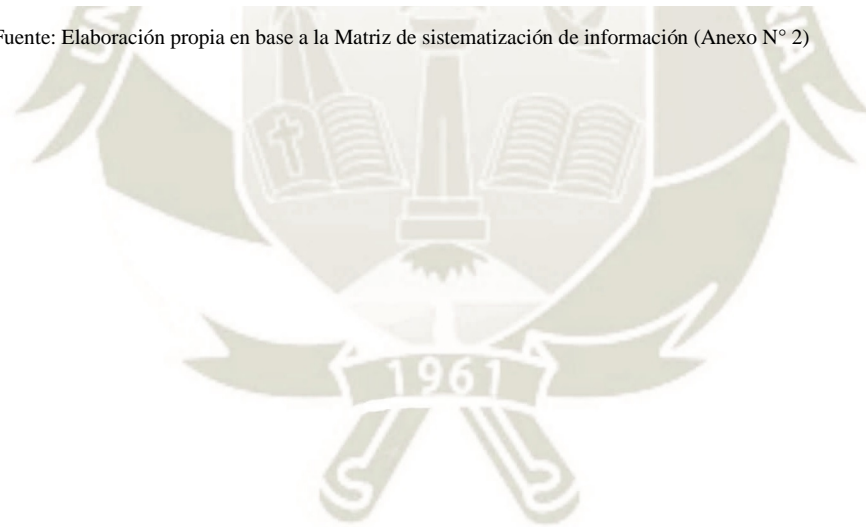 Fuente: Elaboración propia en base a la Matriz de sistematización de información (Anexo N° 2)
1961